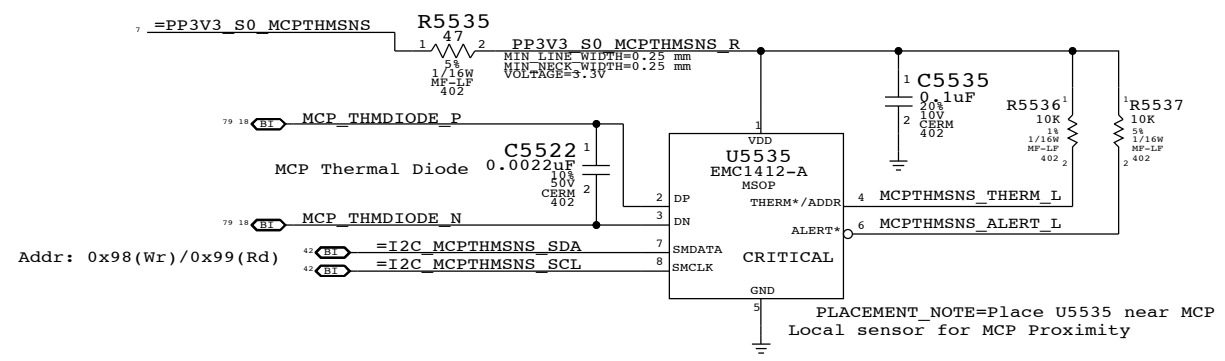 7 =PP3V3_S0_MCPTHMSNS
R5535
47
1 2
5%
1/16W
MF-LF
402
PP3V3_S0_MCPTHMSNS_R
MIN_LINE_WIDTH=0.25 mm
MIN_NECK_WIDTH=0.25 mm
VOLTAGE=3.3V
1
C5535
0.1uF
20%
10V
2 CERM
402
R5536
1
10K
1%
1/16W
MF-LF
402
2
1
R5537
10K
5%
1/16W
MF-LF
402
2
79 18 BI MCP_THMDIODE_P
MCP Thermal Diode
C5522
1
0.0022uF
10%
50V
CERM
2
402
79 18 BI MCP_THMDIODE_N
42 BI =I2C_MCPTHMSNS_SDA
Addr: 0x98(Wr)/0x99(Rd)
42 BI =I2C_MCPTHMSNS_SCL
1
VDD
U5535
EMC1412-A
MSOP
2 DP
3 DN
7 SMDATA
8 SMCLK
THERM*/ADDR 4 MCPTHMSNS_THERM_L
ALERT* 6 MCPTHMSNS_ALERT_L
CRITICAL
GND
5
PLACEMENT_NOTE=Place U5535 near MCP
Local sensor for MCP Proximity